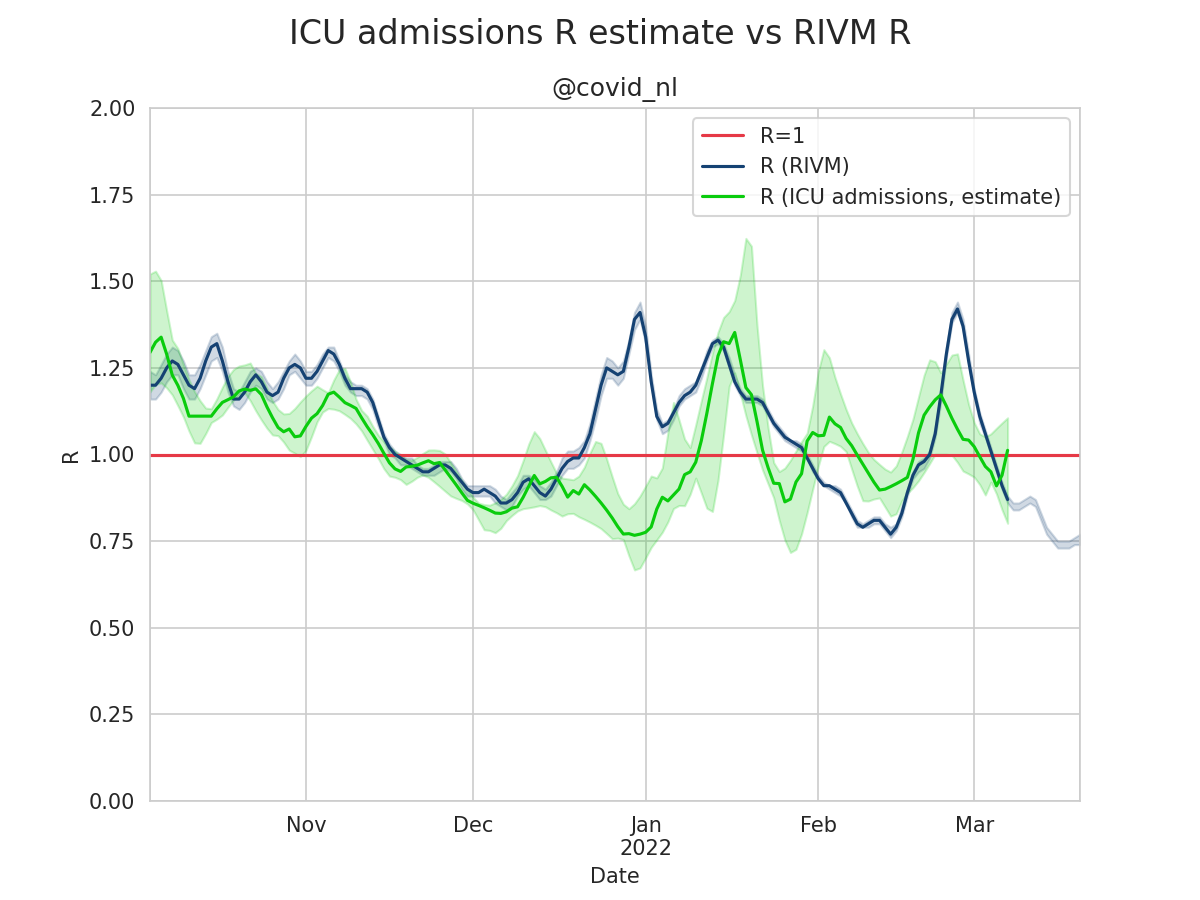 ICU admissions R estimate vs RIVM R
@covid_nl
R=1
R (RIVM)
R (ICU admissions, estimate)
2.00
1.75
1.50
1.25
1.00
0.75
0.50
0.25
0.00
R
Nov
Dec
Jan
2022
Feb
Mar
Date